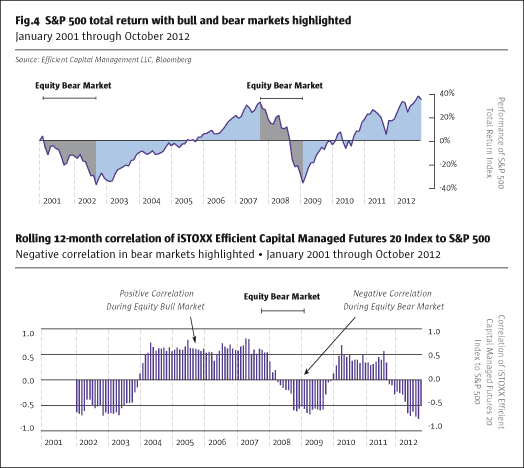 Fig.4 S&P 500 total return with bull and bear markets highlighted
January 2001 through October 2012
Source: Efficient Capital Management LLC, Bloomberg
Equity Bear Market
Equity Bear Market
40%
20%
0%
-20%
-40%
Performance of S&P 500
Total Return Index
2001 2002 2003 2004 2005 2006 2007 2008 2009 2010 2011 2012
Rolling 12-month correlation of iSTOXX Efficient Capital Managed Futures 20 Index to S&P 500
Negative correlation in bear markets highlighted • January 2001 through October 2012
Positive Correlation
During Equity Bull Market
Equity Bear Market
Negative Correlation
During Equity Bear Market
1.0 1.0
0.5 0.5
0.0 0.0
-0.5 -0.5
-1.0 -1.0
Correlation of iSTOXX Efficient
Capital Managed Futures 20
Index to S&P 500
2001 2002 2003 2004 2005 2006 2007 2008 2009 2010 2011 2012